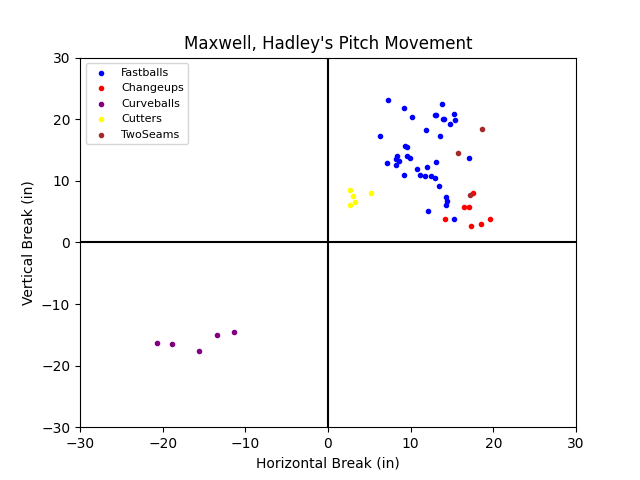 Maxwell, Hadley's Pitch Movement
Fastballs
Changeups
Curveballs
Cutters
TwoSeams
30
20
10
0
−10
−20
−30
Vertical Break (in)
−30
−20
−10
0
10
20
30
Horizontal Break (in)